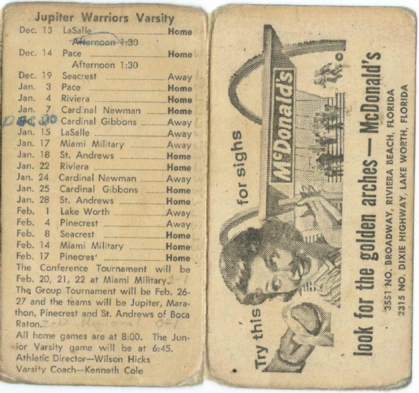 Jupiter Warriors Varsity
Dec. 13 LaSalle Home
Afternoon 1:30
Dec. 14 Pace Home
Afternoon 1:30
Dec. 19 Seacrest Away
Jan. 3 Pace Away
Jan. 4 Riviera Away
Jan. 7 Cardinal Newman Home
Cardinal Gibbons Away
Jan. 15 LaSalle Away
Jan. 17 Miami Military Away
Jan. 18 St. Andrews Home
Jan. 22 Riviera Home
Jan. 24 Cardinal Newman Away
Jan. 25 Cardinal Gibbons Home
Jan. 28 St. Andrews Home
Feb. 1 Lake Worth Away
Feb. 4 Pinecrest Away
Feb. 8 Seacrest Home
Feb. 14 Miami Military Home
Feb. 17 Pinecres' Home
The Conference Tournament will be
Feb. 20, 21, 22 at Miami Military.
The Group Tournament will be Feb. 26-
27 and the teams will be Jupiter, Mara-
thon, Pinecrest and St. Andrews of Boca
Raton.
All home games are at 8:00. The Jun-
ior Varsity game will be at 6:45.
Athletic Director—Wilson Hicks
Varsity Coach—Kenneth Cole
Try this for sighs
McDonald's
look for the golden arches — McDonald's
3551 NO. BROADWAY, RIVIERA BEACH, FLORIDA
2315 NO. DIXIE HIGHWAY, LAKE WORTH, FLORIDA